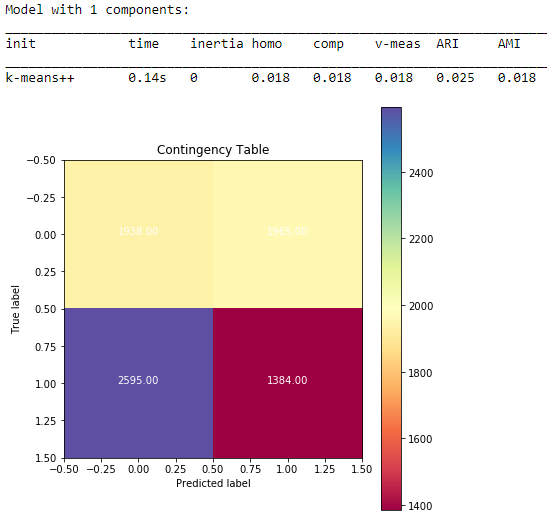 Model with 1 components:
init time inertia homo comp v-meas ARI AMI
k-means++ 0.14s 0 0.018 0.018 0.018 0.025 0.018
Contingency Table
−0.50
−0.25
0.00
0.25
0.50
0.75
1.00
1.25
1.50
True label
1938.00 1965.00
2595.00 1384.00
−0.50 −0.25 0.00 0.25 0.50 0.75 1.00 1.25 1.50
Predicted label
2400
2200
2000
1800
1600
1400